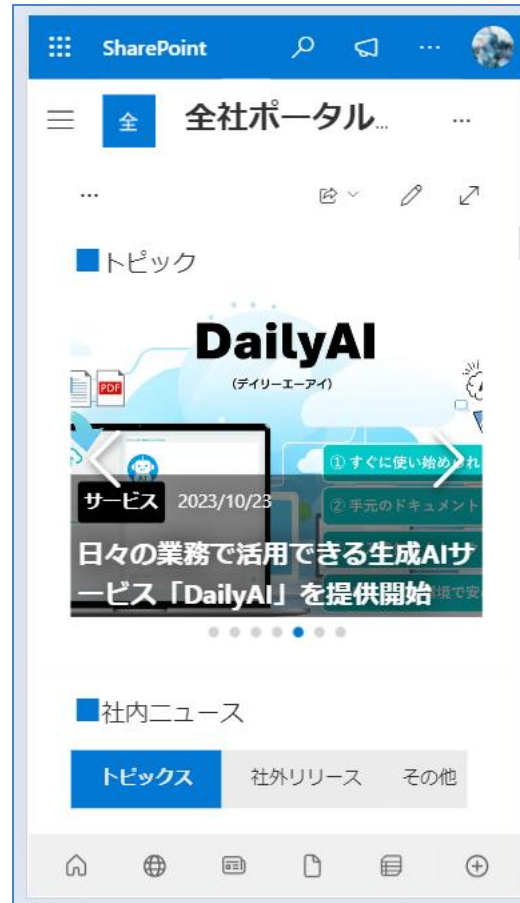 SharePoint
全
全社ポータル...
■トピック
DailyAI
(デイリーエーアイ)
PDF
AI
① すぐに使い始められ
サービス 2023/10/23
② 手元のドキュメント
日々の業務で活用できる生成AIサ
ービス「DailyAI」を提供開始
■社内ニュース
トピックス 社外リリース その他